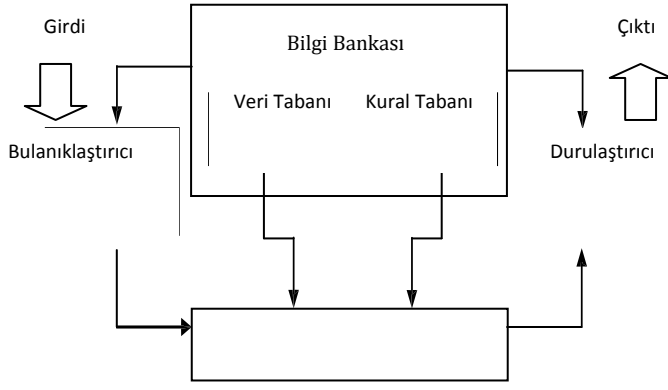 Girdi
Bilgi Bankası
Çıktı
Veri Tabanı Kural Tabanı
Bulanıklaştırıcı
Durulaştırıcı